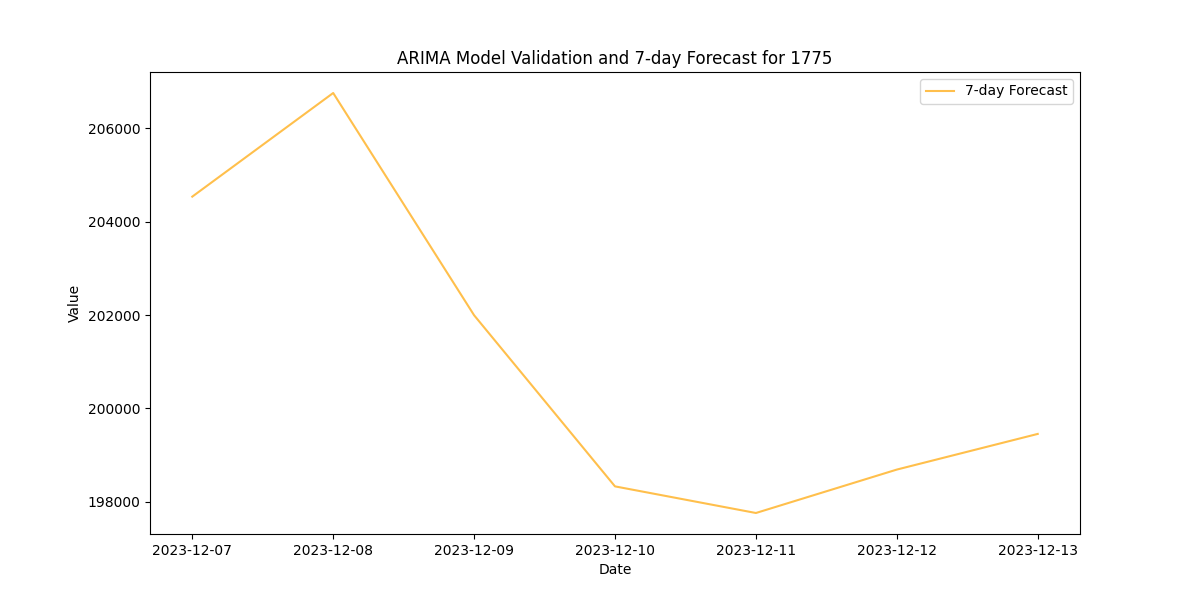 ARIMA Model Validation and 7-day Forecast for 1775
7-day Forecast
206000
204000
202000
200000
198000
Value
2023-12-07 2023-12-08 2023-12-09 2023-12-10 2023-12-11 2023-12-12 2023-12-13
Date